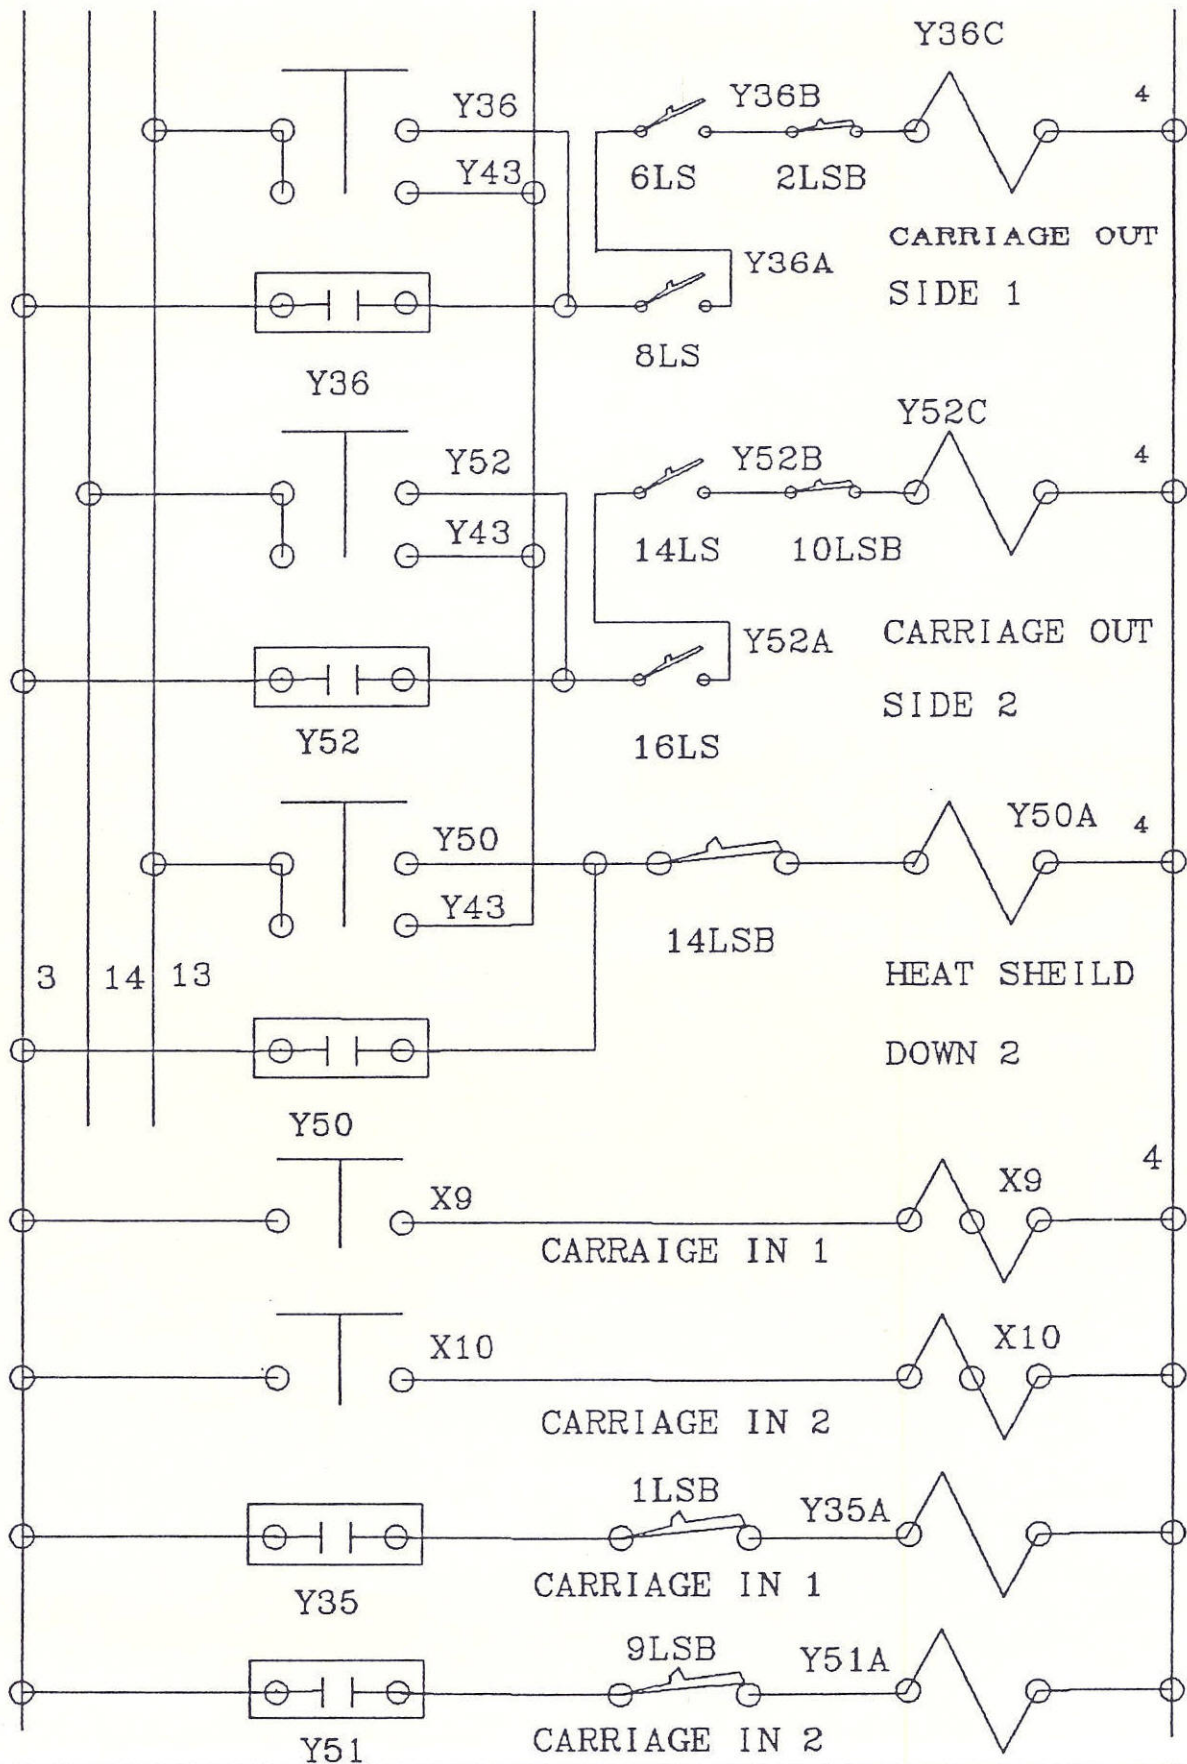 Y36C
Y36
Y36B
4
Y43
6LS
2LSB
CARRIAGE OUT
Y36A
SIDE 1
8LS
Y36
Y52C
Y52
Y52B
4
Y43
14LS
10LSB
CARRIAGE OUT
Y52A
SIDE 2
Y52
16LS
Y50A
4
Y50
Y43
14LSB
3
14
13
HEAT SHEILD
DOWN 2
Y50
4
X9
X9
CARRAIGE IN 1
X10
X10
CARRIAGE IN 2
1LSB
Y35A
CARRIAGE IN 1
Y35
9LSB
Y51A
CARRIAGE IN 2
Y51